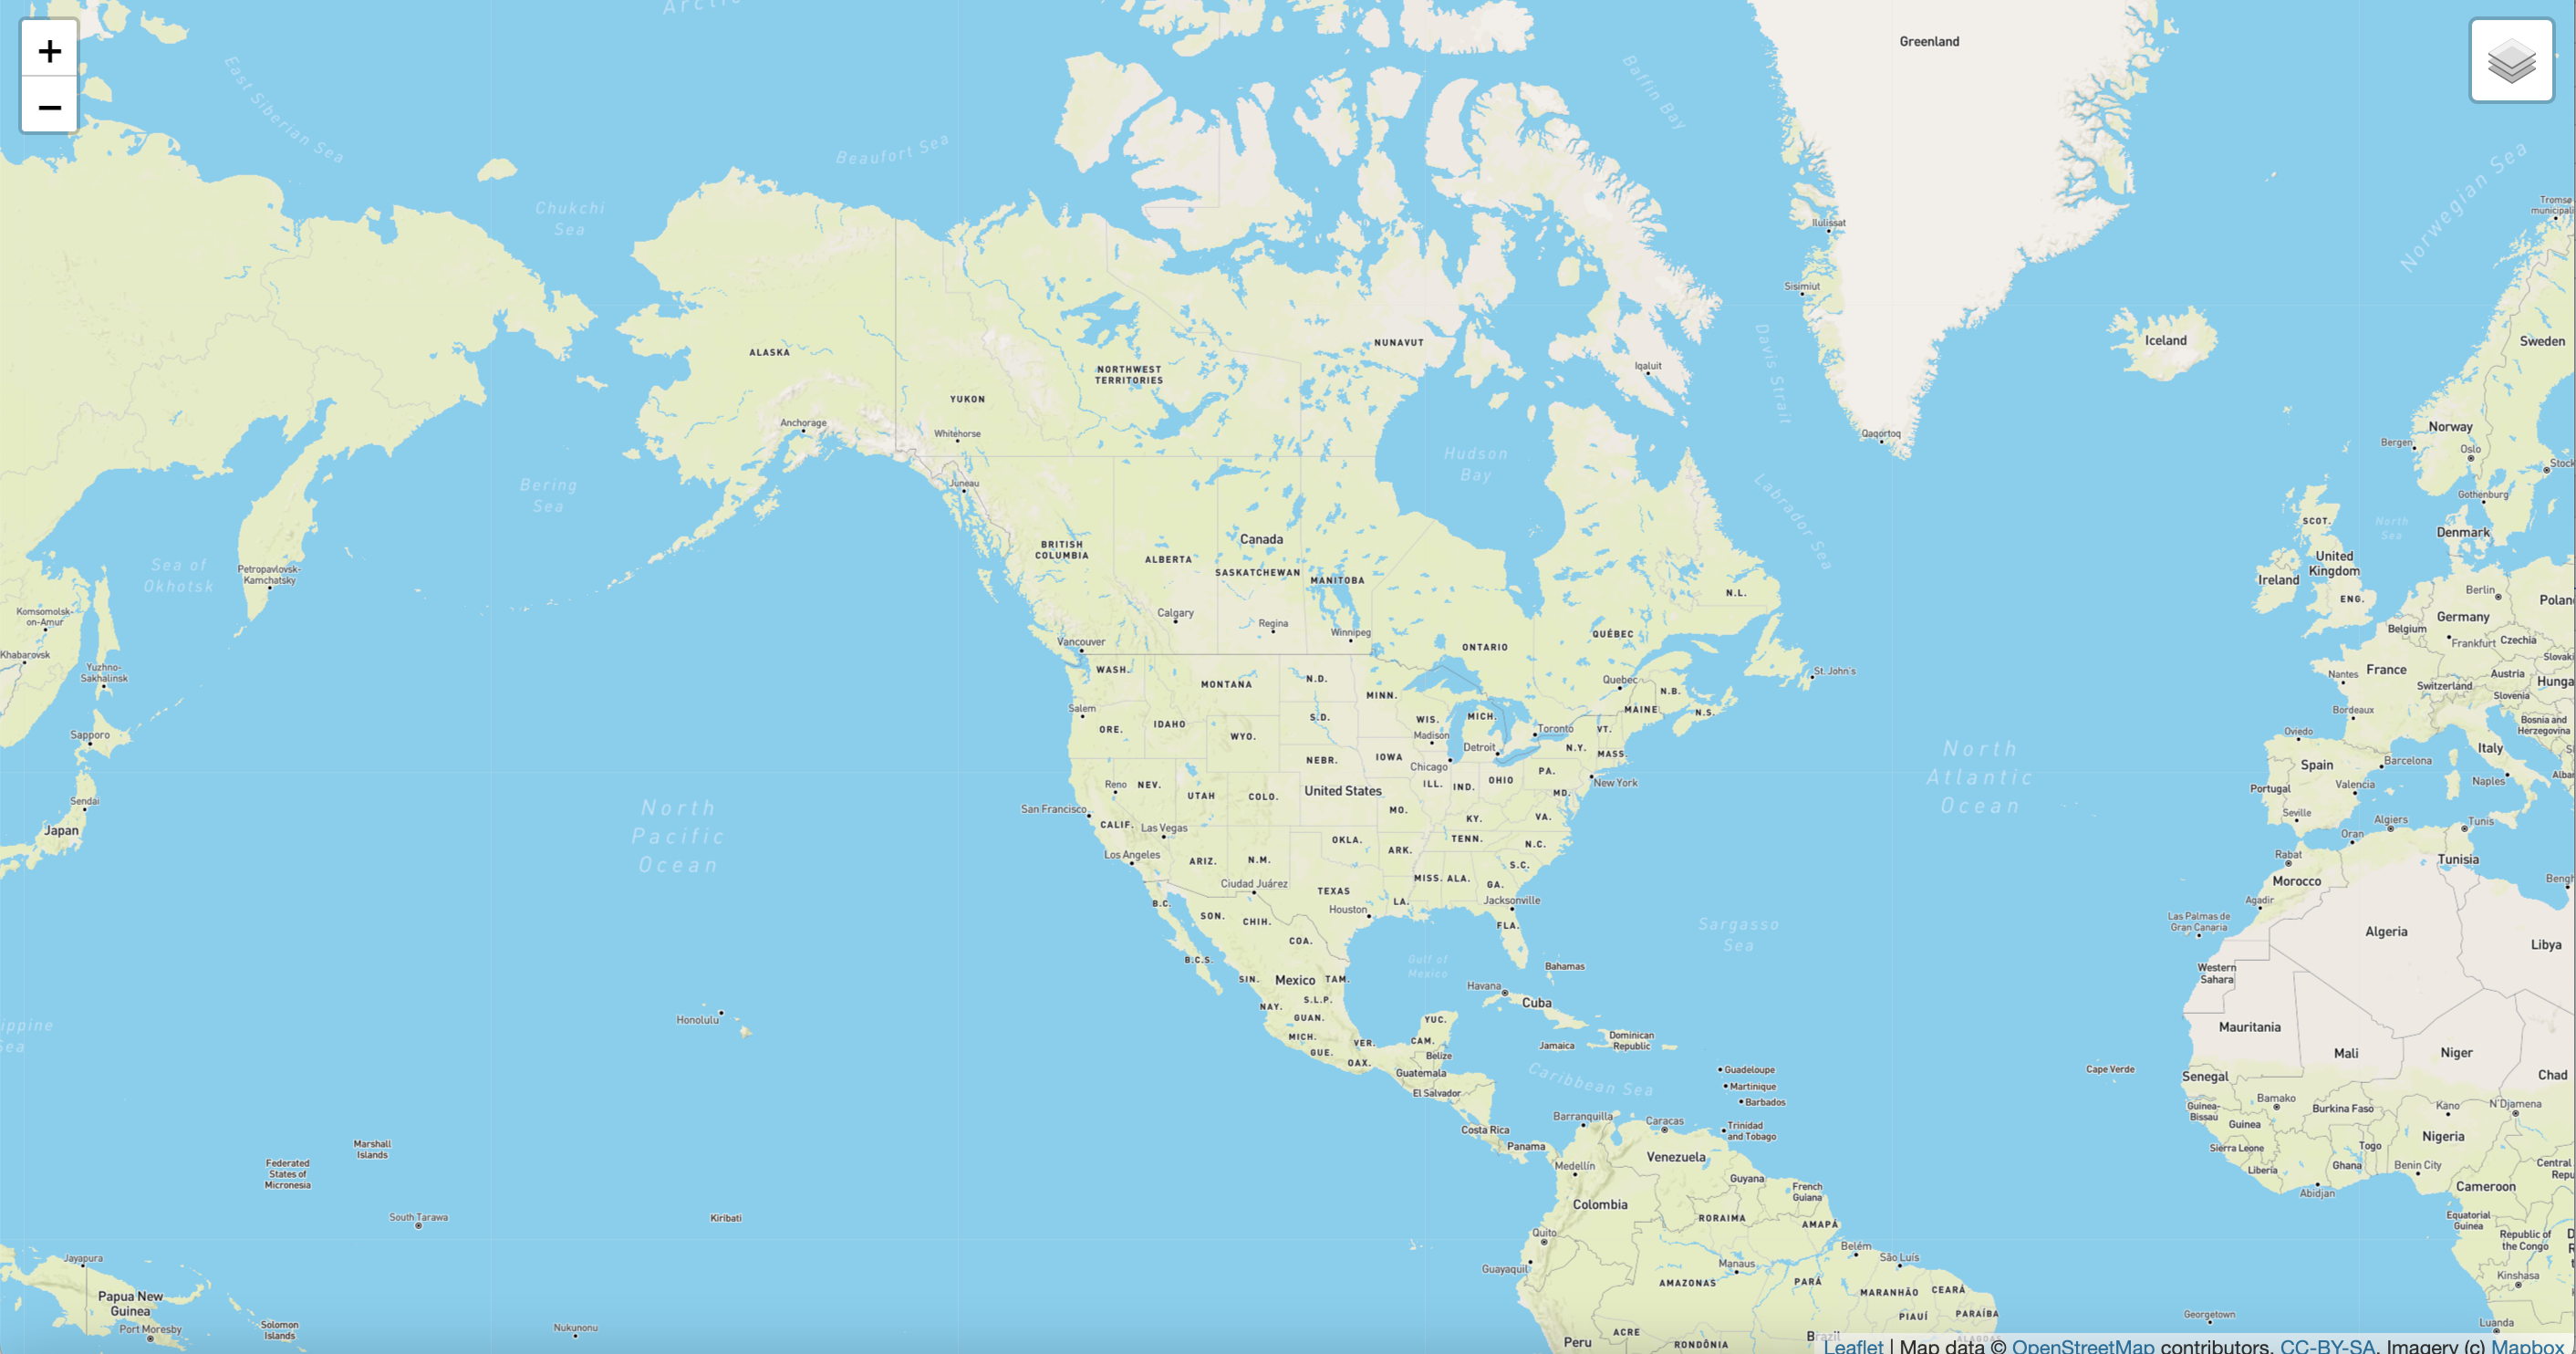 Arctic
+
−
East Siberian Sea
Beaufort Sea
Baffin Bay
Greenland
Norwegian Sea
Chukchi
Sea
Ilulissat
Sisimiut
Tromsø
municipali
Iceland
Sweden
ALASKA
NUNAVUT
NORTHWEST
TERRITORIES
Iqaluit
Davis Strait
YUKON
Anchorage
Whitehorse
Qaqortoq
Norway
Bergen
Oslo
Stock
Hudson
Bay
Bering
Sea
Juneau
Labrador Sea
Gothenburg
SCOT.
North
Sea
Denmark
BRITISH
COLUMBIA
ALBERTA
Canada
SASKATCHEWAN
MANITOBA
United
Kingdom
Ireland
ENG.
Berlin
Polan
Sea of
Okhotsk
Petropavlovsk-
Kamchatsky
N.L.
Germany
Belgium
Frankfurt
Czechia
Komsomolsk-
on-Amur
Calgary
Regina
Winnipeg
Vancouver
ONTARIO
QUÉBEC
Khabarovsk
Yuzhno-
Sakhalinsk
WASH.
MONTANA
N.D.
MINN.
Quebec
N.B.
St. John's
Nantes
France
Switzerland
Austria
Slovaki
Hunga
Slovenia
Salem
ORE.
IDAHO
WYO.
S.D.
WIS.
Madison
MICH.
Detroit
Toronto
MAINE
VT.
N.S.
Bordeaux
Bosnia and
Herzegovina
Sapporo
NEBR.
IOWA
Chicago
N.Y.
MASS.
Oviedo
Italy
Barcelona
Spain
North
Atlantic
Ocean
Reno
NEV.
UTAH
COLO.
United States
ILL.
IND.
OHIO
PA.
New York
MD.
Portugal
Valencia
Naples
Alba
Sendai
Japan
North
Pacific
Ocean
San Francisco
CALIF.
Las Vegas
MO.
KY.
VA.
Seville
Algiers
Tunis
Oran
Los Angeles
ARIZ.
N.M.
OKLA.
ARK.
TENN.
N.C.
S.C.
Rabat
Tunisia
Morocco
Ciudad Juárez
TEXAS
MISS.
ALA.
GA.
Bengh
B.C.
SON.
CHIH.
Houston
LA.
Jacksonville
FLA.
Agadir
Las Palmas de
Gran Canaria
Algeria
Libya
Sargasso
Sea
COA.
B.C.S.
SIN.
Mexico
TAM.
Gulf of
Mexico
Bahamas
Western
Sahara
Havana
Cuba
NAY.
S.L.P.
GUAN.
Honolulu
YUC.
MICH.
VER.
CAM.
GUE.
OAX.
Belize
Jamaica
Dominican
Republic
Mauritania
Mali
Niger
Chad
ippine
ea
Guatemala
El Salvador
Caribbean Sea
Guadeloupe
Martinique
Barbados
Cape Verde
Senegal
Guinea-
Bissau
Bamako
Burkina Faso
Kano
N'Djamena
Barranquilla
Caracas
Costa Rica
Panama
Trinidad
and Tobago
Guinea
Nigeria
Sierra Leone
Togo
Marshall
Islands
Federated
States of
Micronesia
Medellín
Venezuela
Guyana
French
Guiana
Liberia
Ghana
Benin City
Central
Repu
Abidjan
Cameroon
Colombia
South Tarawa
Kiribati
RORAIMA
AMAPÁ
Equatorial
Guinea
Quito
Belém
São Luís
Republic of
the Congo
Jayapura
Guayaquil
Manaus
AMAZONAS
PARÁ
MARANHÃO
CEARÁ
Kinshasa
Papua New
Guinea
Port Moresby
Solomon
Islands
Nukunonu
PIAUÍ
PARAÍBA
Georgetown
Luanda
Peru
ACRE
RONDÔNIA
Brazil
ALAGOAS
Leaflet | Map data © OpenStreetMap contributors, CC-BY-SA, Imagery (c) Mapbox